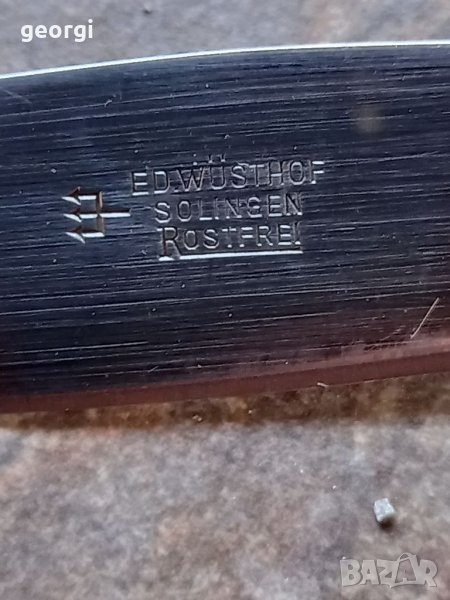 georgi
ED.WÜSTHOF
SOLINGEN
ROSTFREI
BAZAR